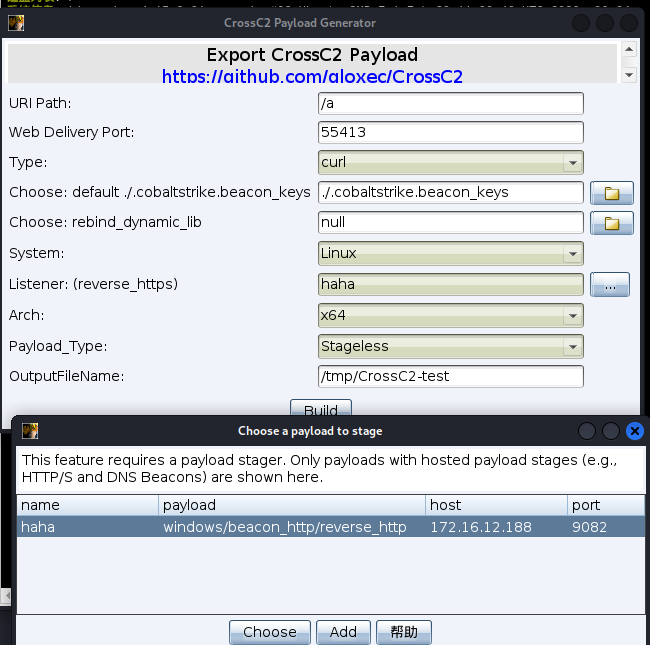 CrossC2 Payload Generator
Export CrossC2 Payload
https://github.com/gloxec/CrossC2
URI Path: /a
Web Delivery Port: 55413
Type: curl
Choose: default ./.cobaltstrike.beacon_keys ./.cobaltstrike.beacon_keys
Choose: rebind_dynamic_lib null
System: Linux
Listener: (reverse_https) haha ...
Arch: x64
Payload_Type: Stageless
OutputFileName: /tmp/CrossC2-test
Build
Choose a payload to stage
This feature requires a payload stager. Only payloads with hosted payload stages (e.g.,
HTTP/S and DNS Beacons) are shown here.
name payload host port
haha windows/beacon_http/reverse_http 172.16.12.188 9082
Choose Add 帮助